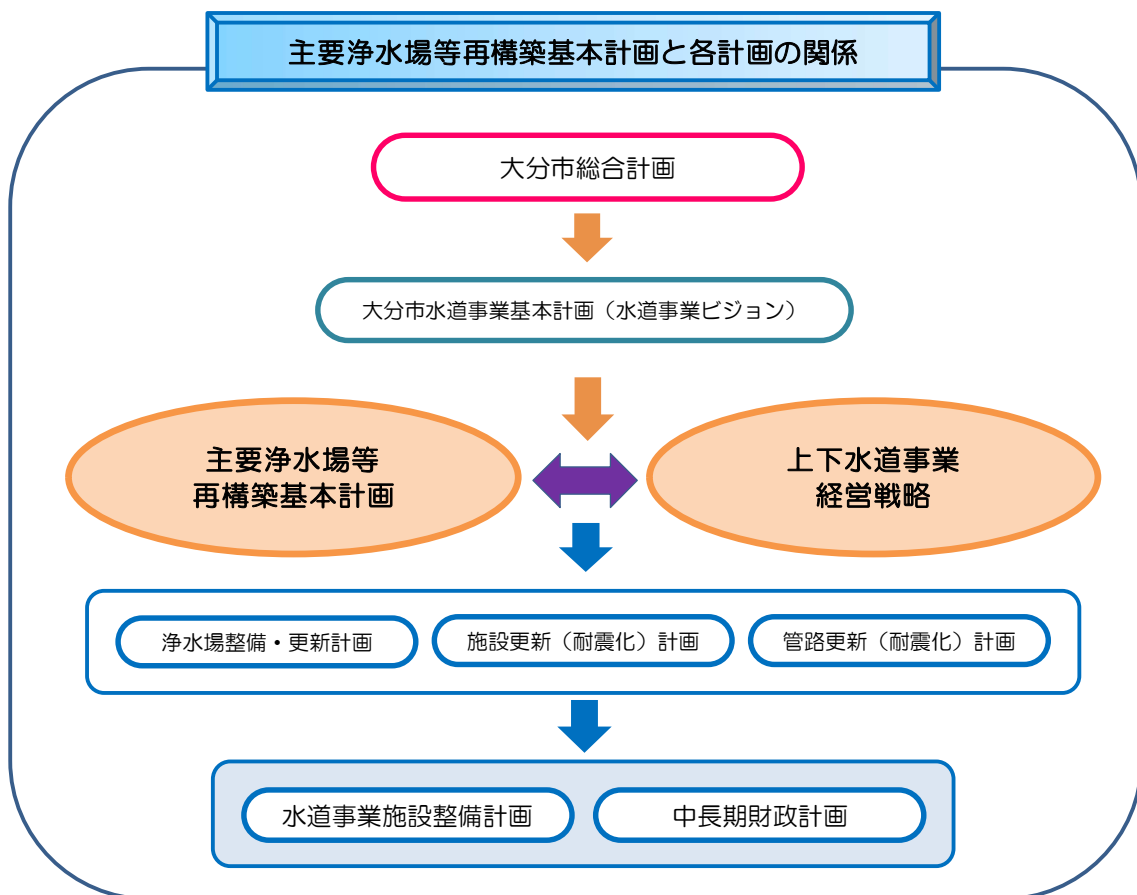 主要浄水場等再構築基本計画と各計画の関係
大分市総合計画
大分市水道事業基本計画（水道事業ビジョン）
主要浄水場等
再構築基本計画
上下水道事業
経営戦略
浄水場整備・更新計画
施設更新（耐震化）計画
管路更新（耐震化）計画
水道事業施設整備計画
中長期財政計画